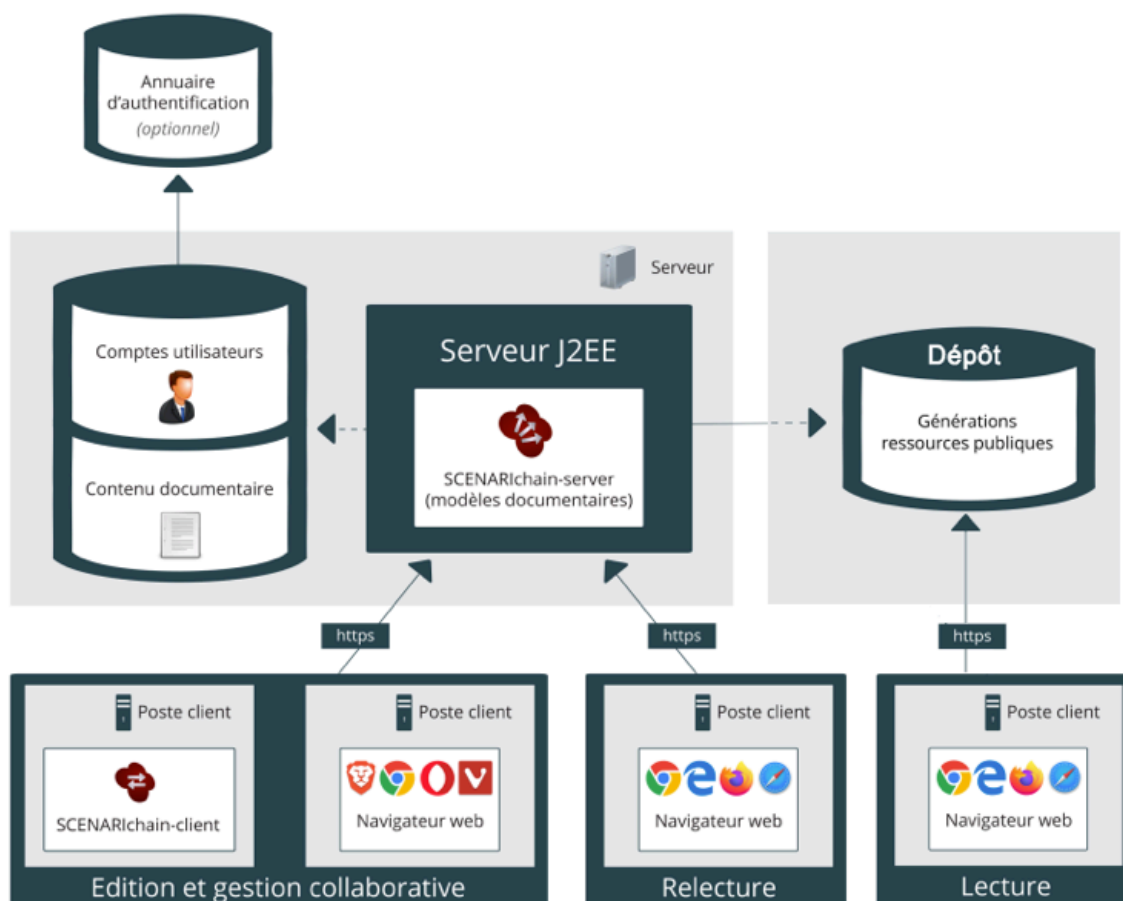 Annuaire
d'authentification
(optionnel)
Serveur
Comptes utilisateurs
Contenu documentaire
Serveur J2EE
SCENARIchain-server
(modèles documentaires)
Dépôt
Générations
ressources publiques
https
https
https
Poste client
SCENARIchain-client
Poste client
Navigateur web
Edition et gestion collaborative
Poste client
Navigateur web
Relecture
Poste client
Navigateur web
Lecture